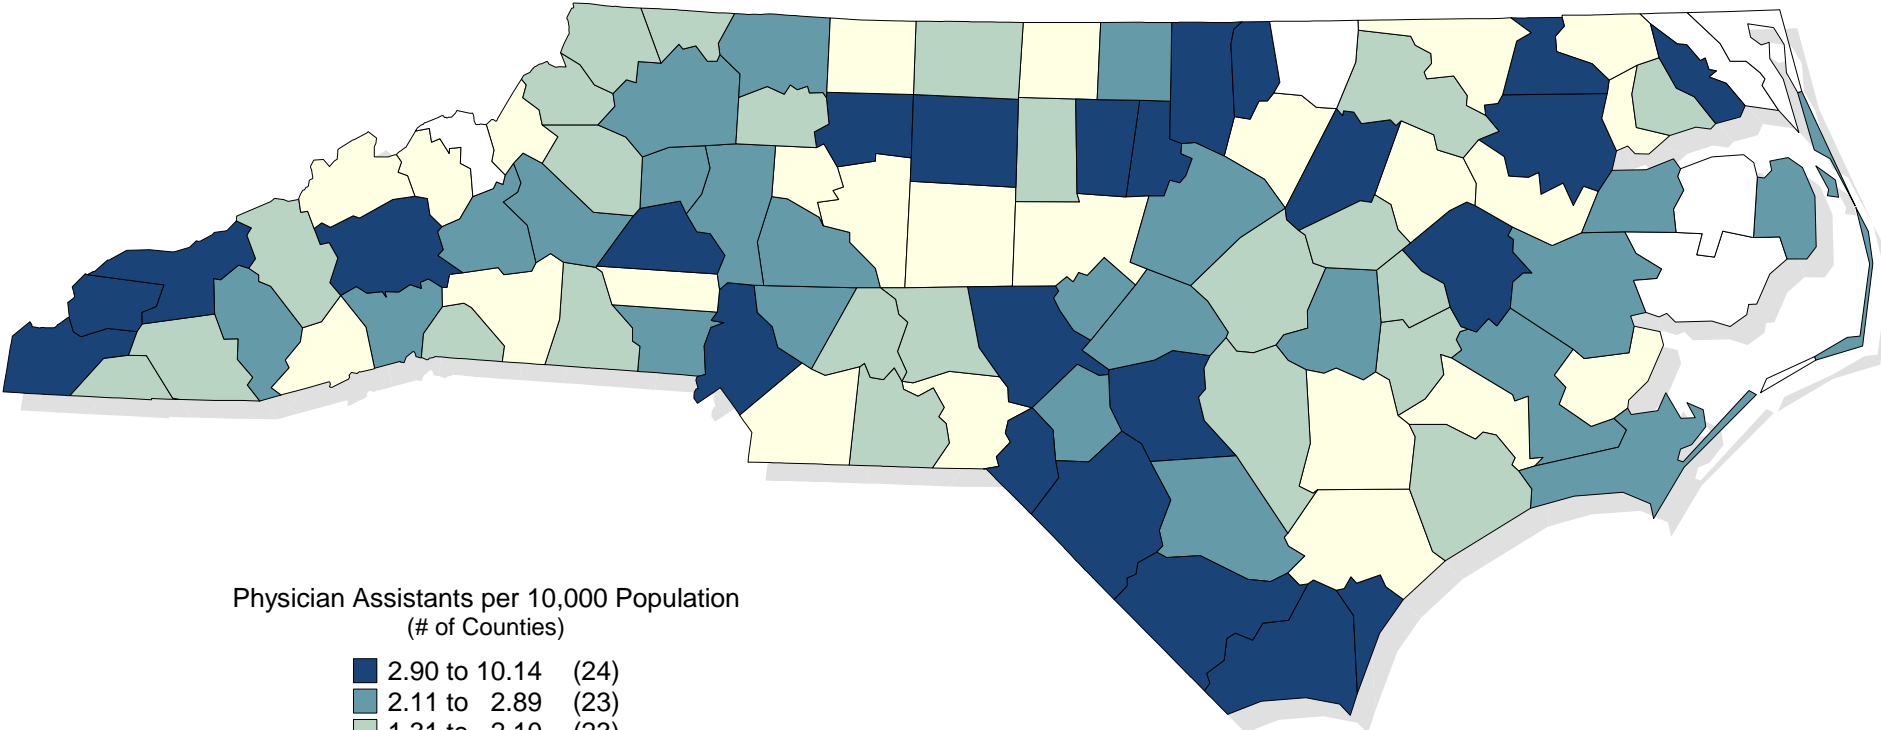 Physician Assistants per 10,000 Population
(# of Counties)
2.90 to 10.14 (24)
2.11 to 2.89 (23)